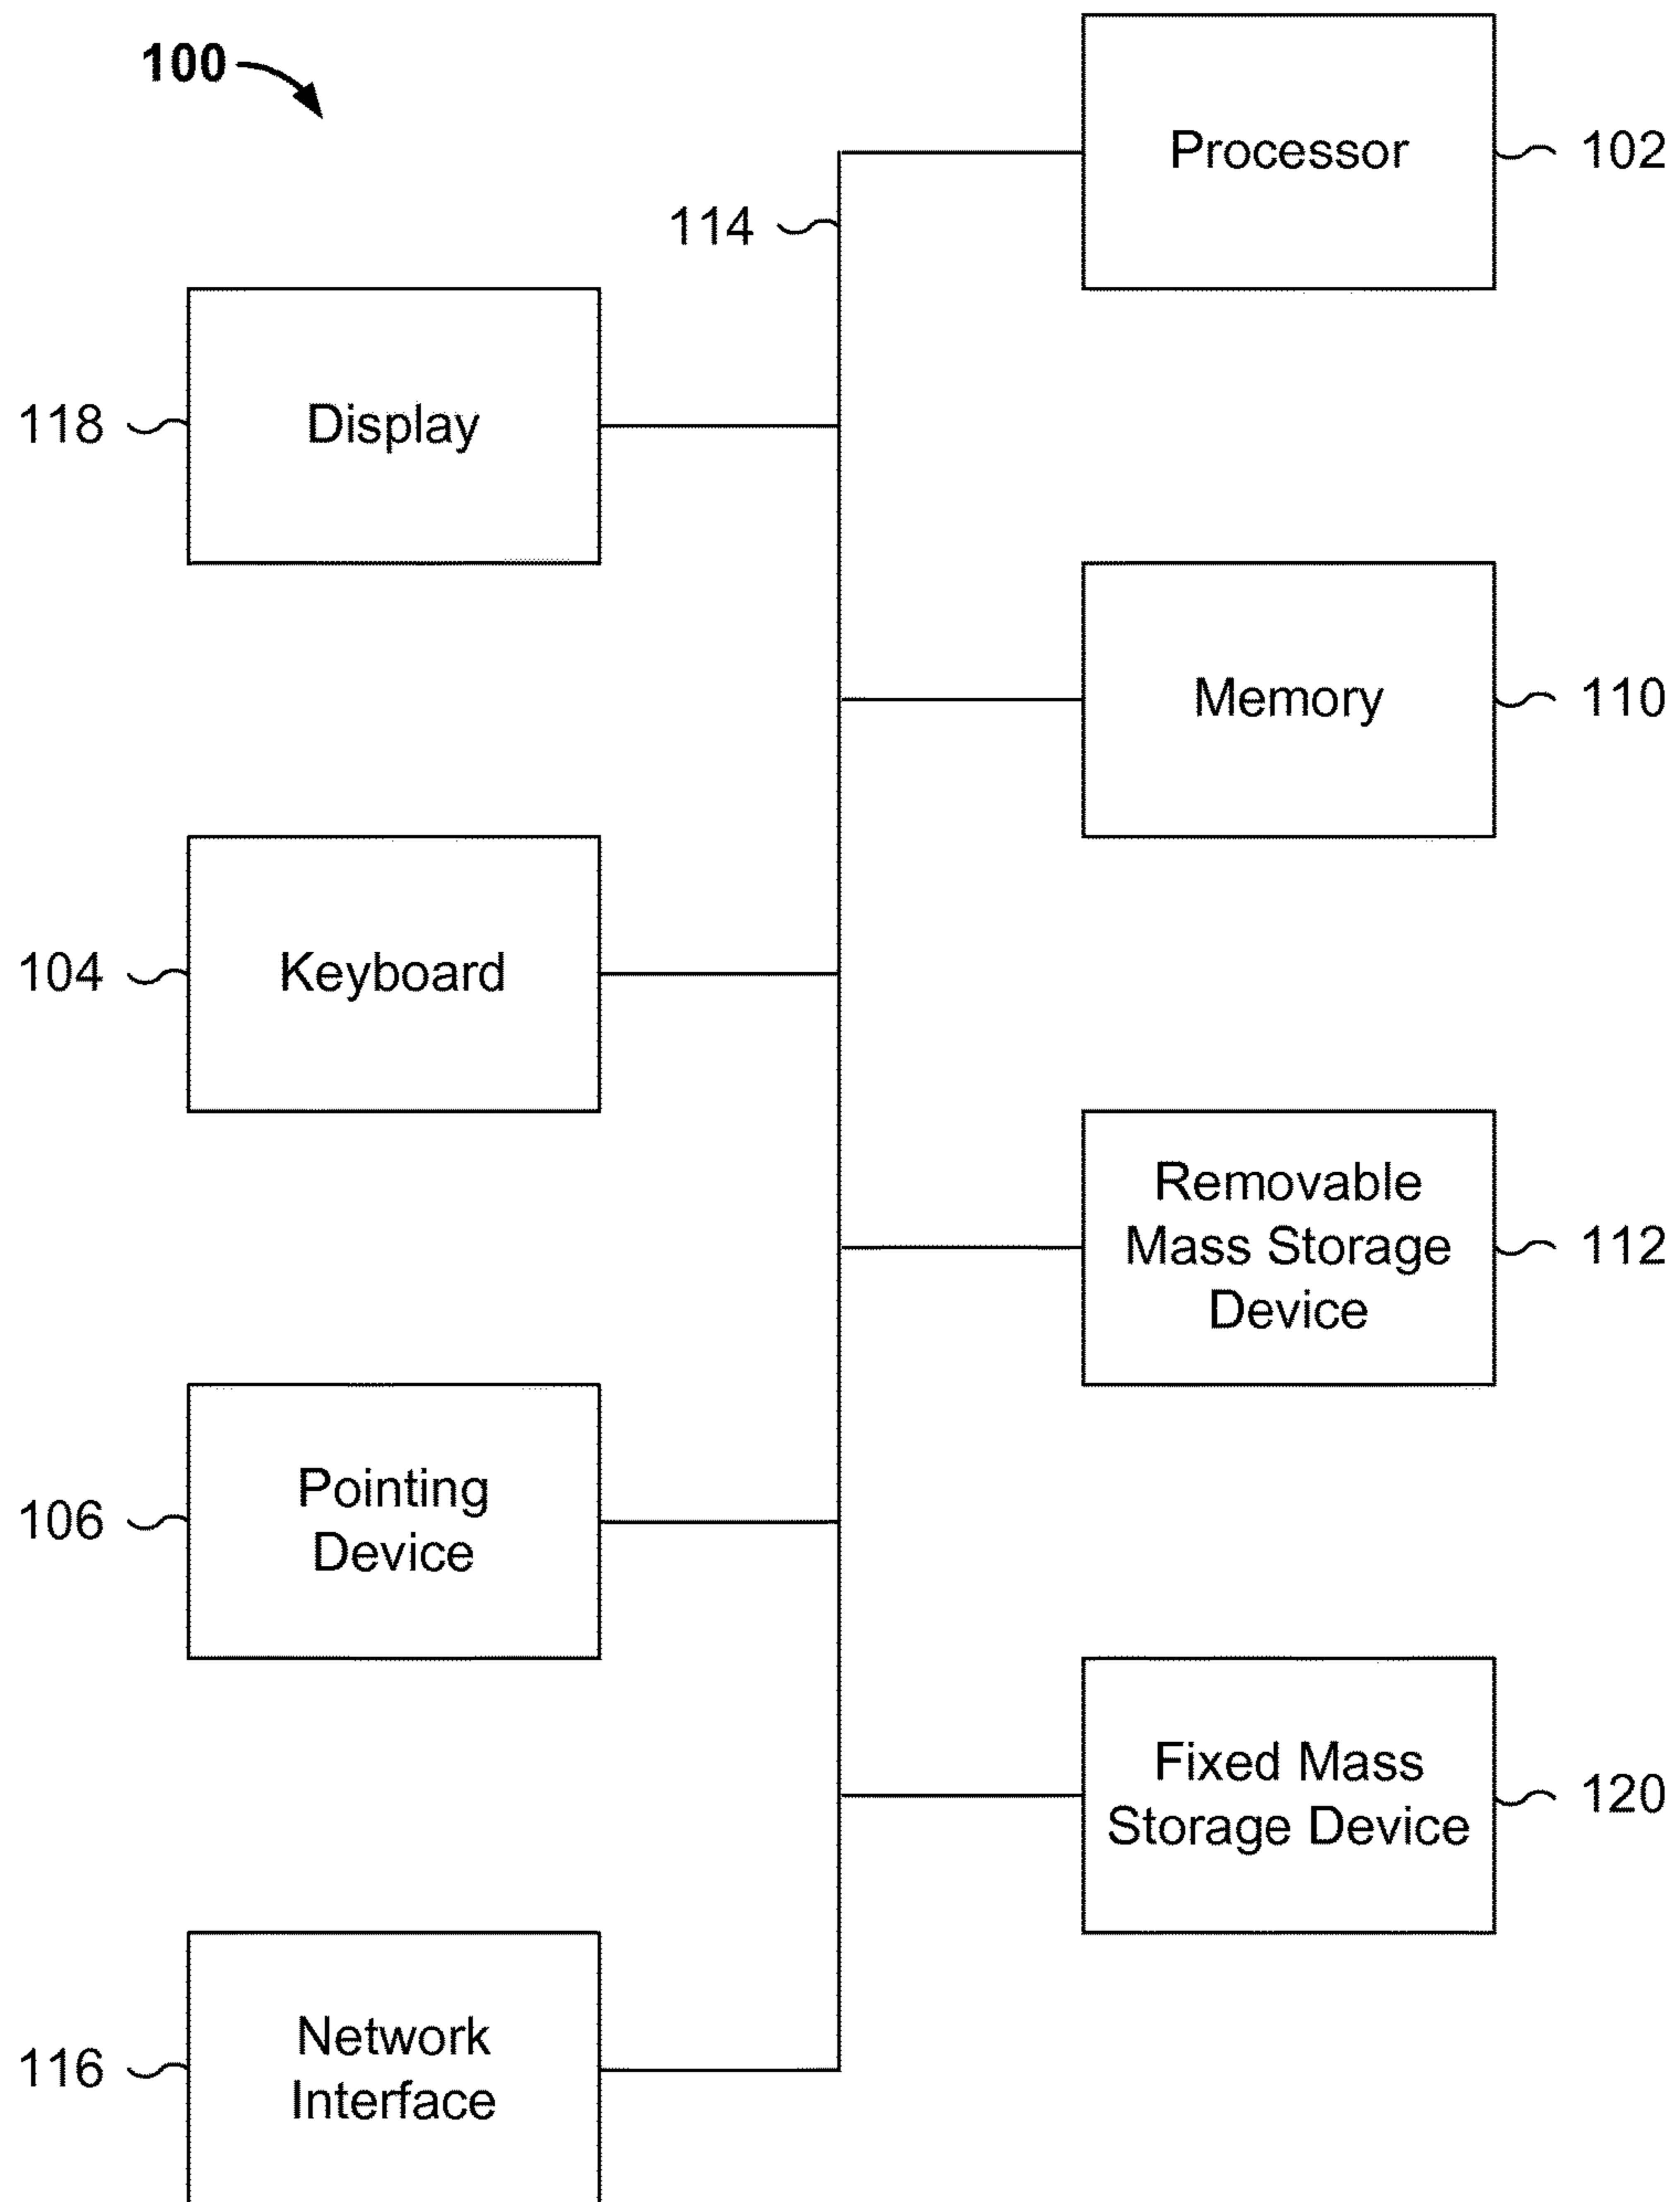 100
Processor
102
114
118
Display
Memory
110
104
Keyboard
Removable
Mass Storage
Device
112
106
Pointing
Device
Fixed Mass
Storage Device
120
116
Network
Interface